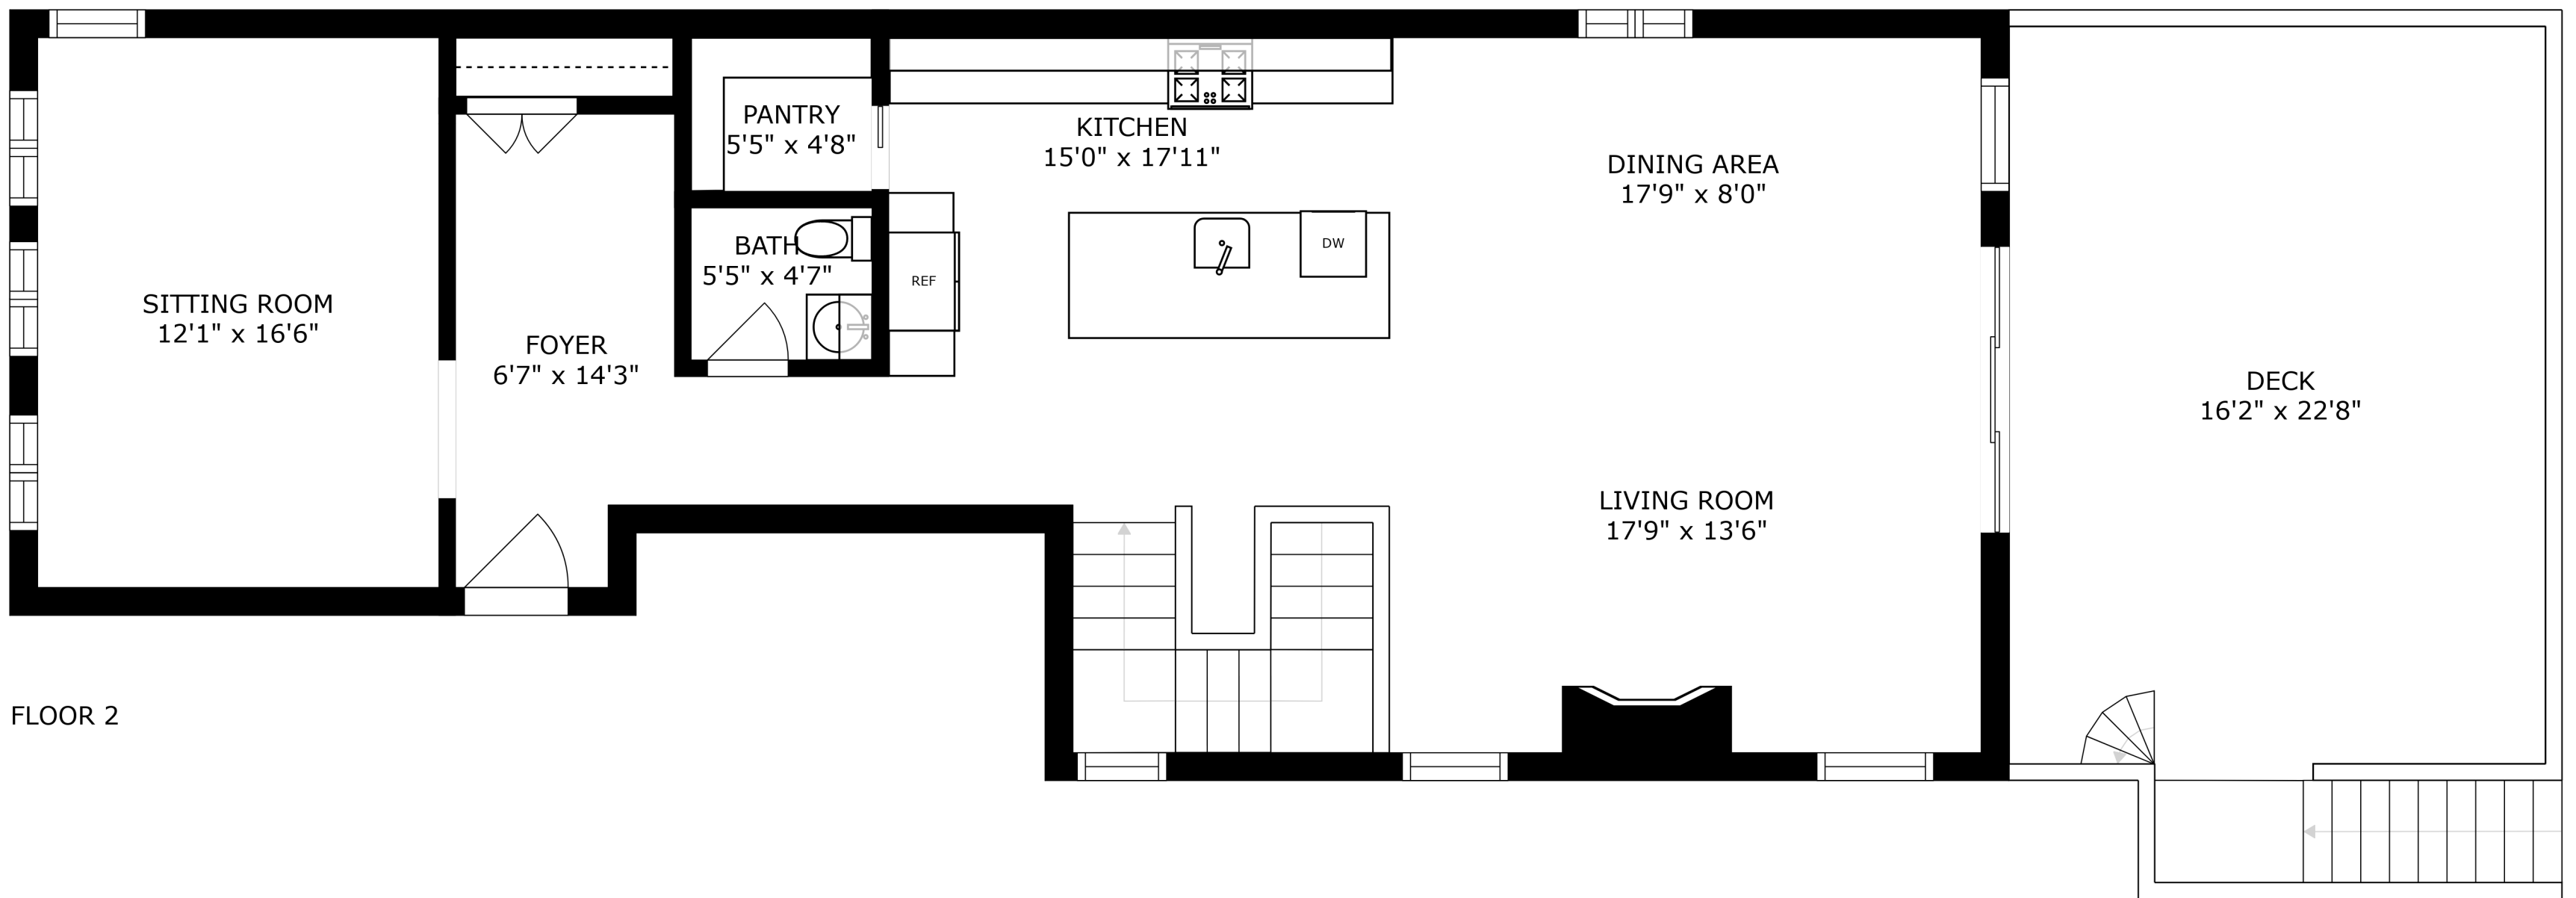 PANTRY
5'5" x 4'8"
KITCHEN
15'0" x 17'11"
DINING AREA
17'9" x 8'0"
BATH
5'5" x 4'7"
REF
DW
SITTING ROOM
12'1" x 16'6"
FOYER
6'7" x 14'3"
DECK
16'2" x 22'8"
LIVING ROOM
17'9" x 13'6"
FLOOR 2